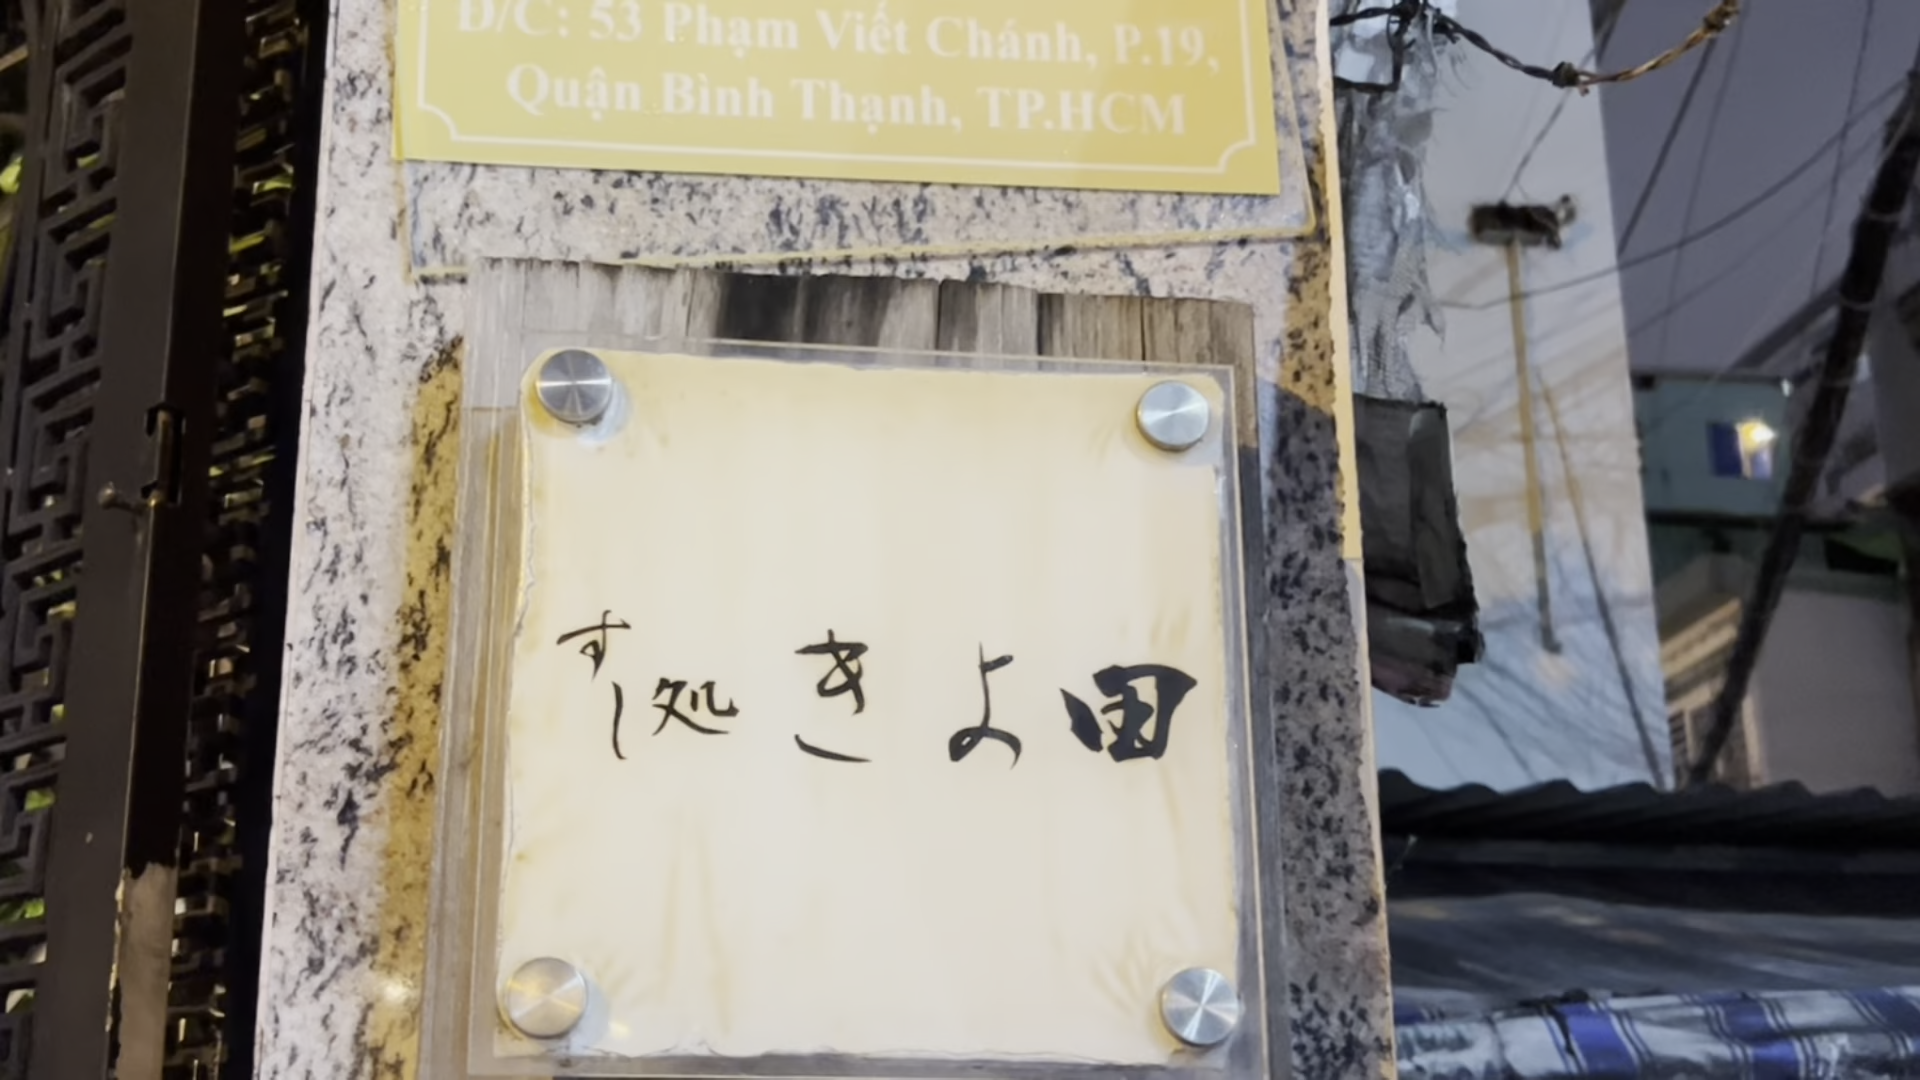 Đ/C: 53 Phạm Viết Chánh, P.19,
Quận Bình Thạnh, TP.HCM
すし処 きよ田